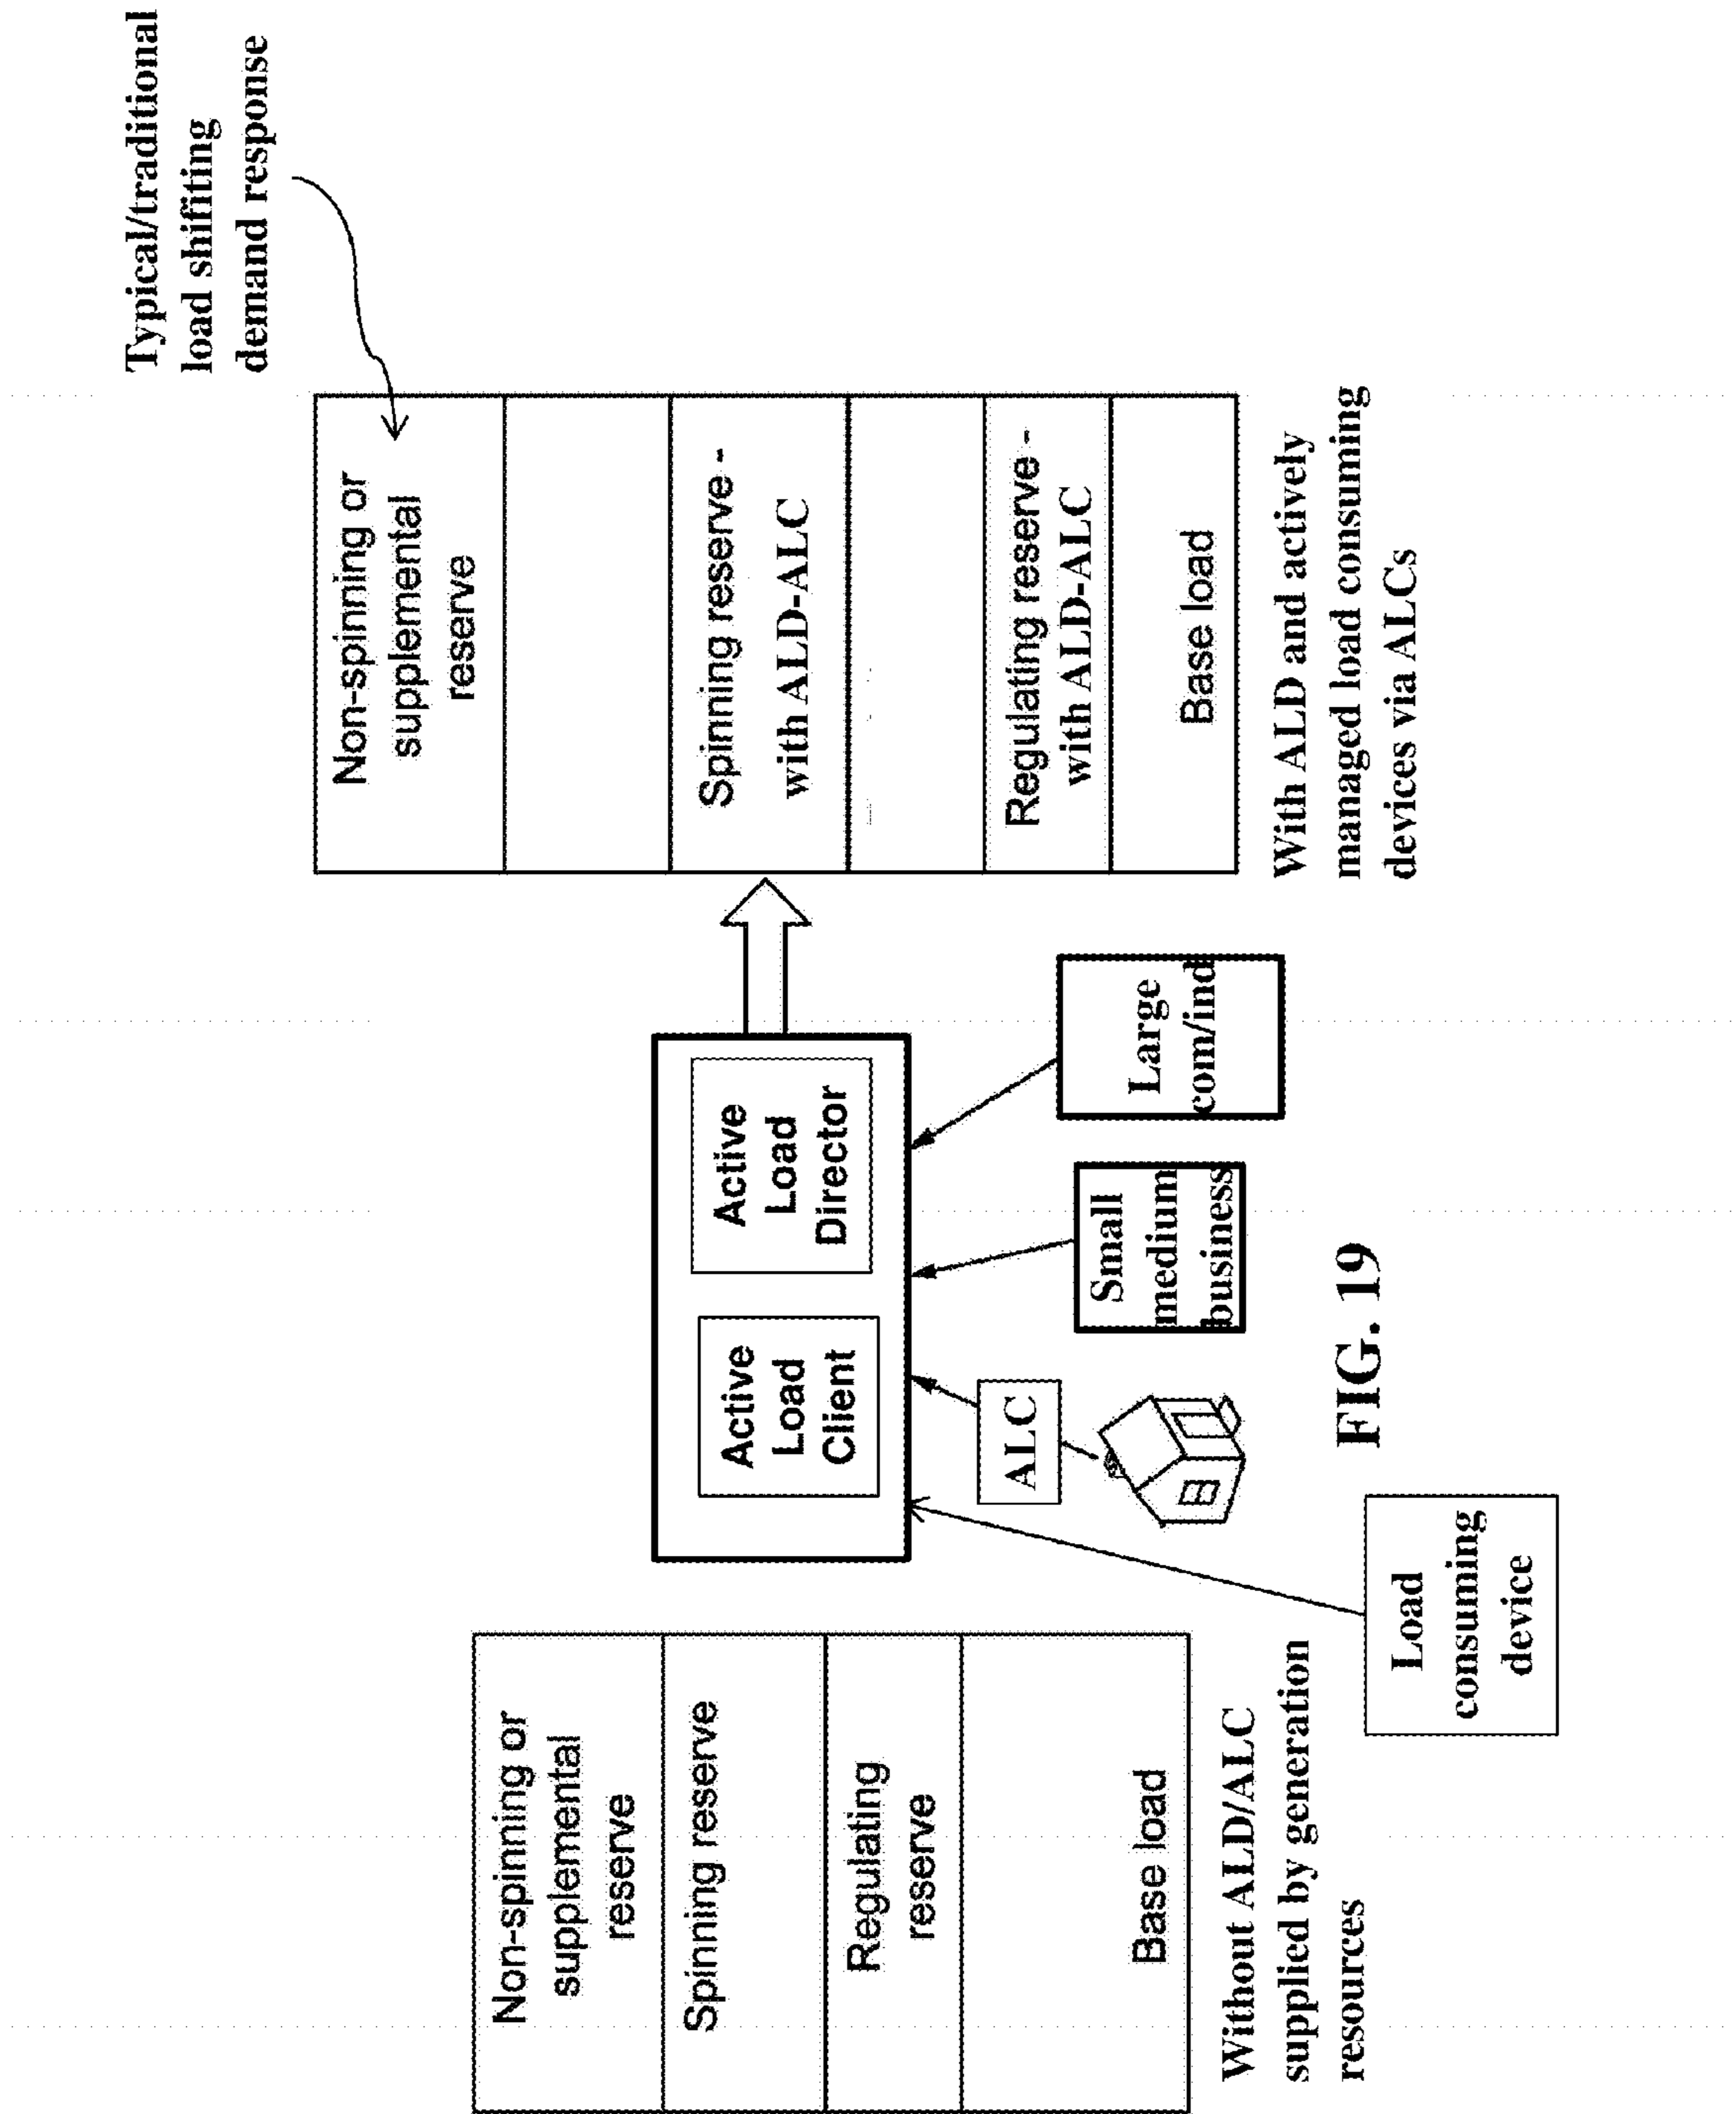 Typical/traditional
load shifiting
demand response
Non-spinning or
supplemental
reserve
Spinning reserve
Regulating
reserve
Base load
Without ALD/ALC
supplied by generation
resources
Active
Load
Client
Active
Load
Director
ALC
Small
medium
business
Large
com/ind
Load
consuming
device
Non-spinning or
supplemental
reserve
Spinning reserve -
with ALD-ALC
Regulating reserve -
with ALD-ALC
Base load
With ALD and actively
managed load consuming
devices via ALCs
FIG. 19